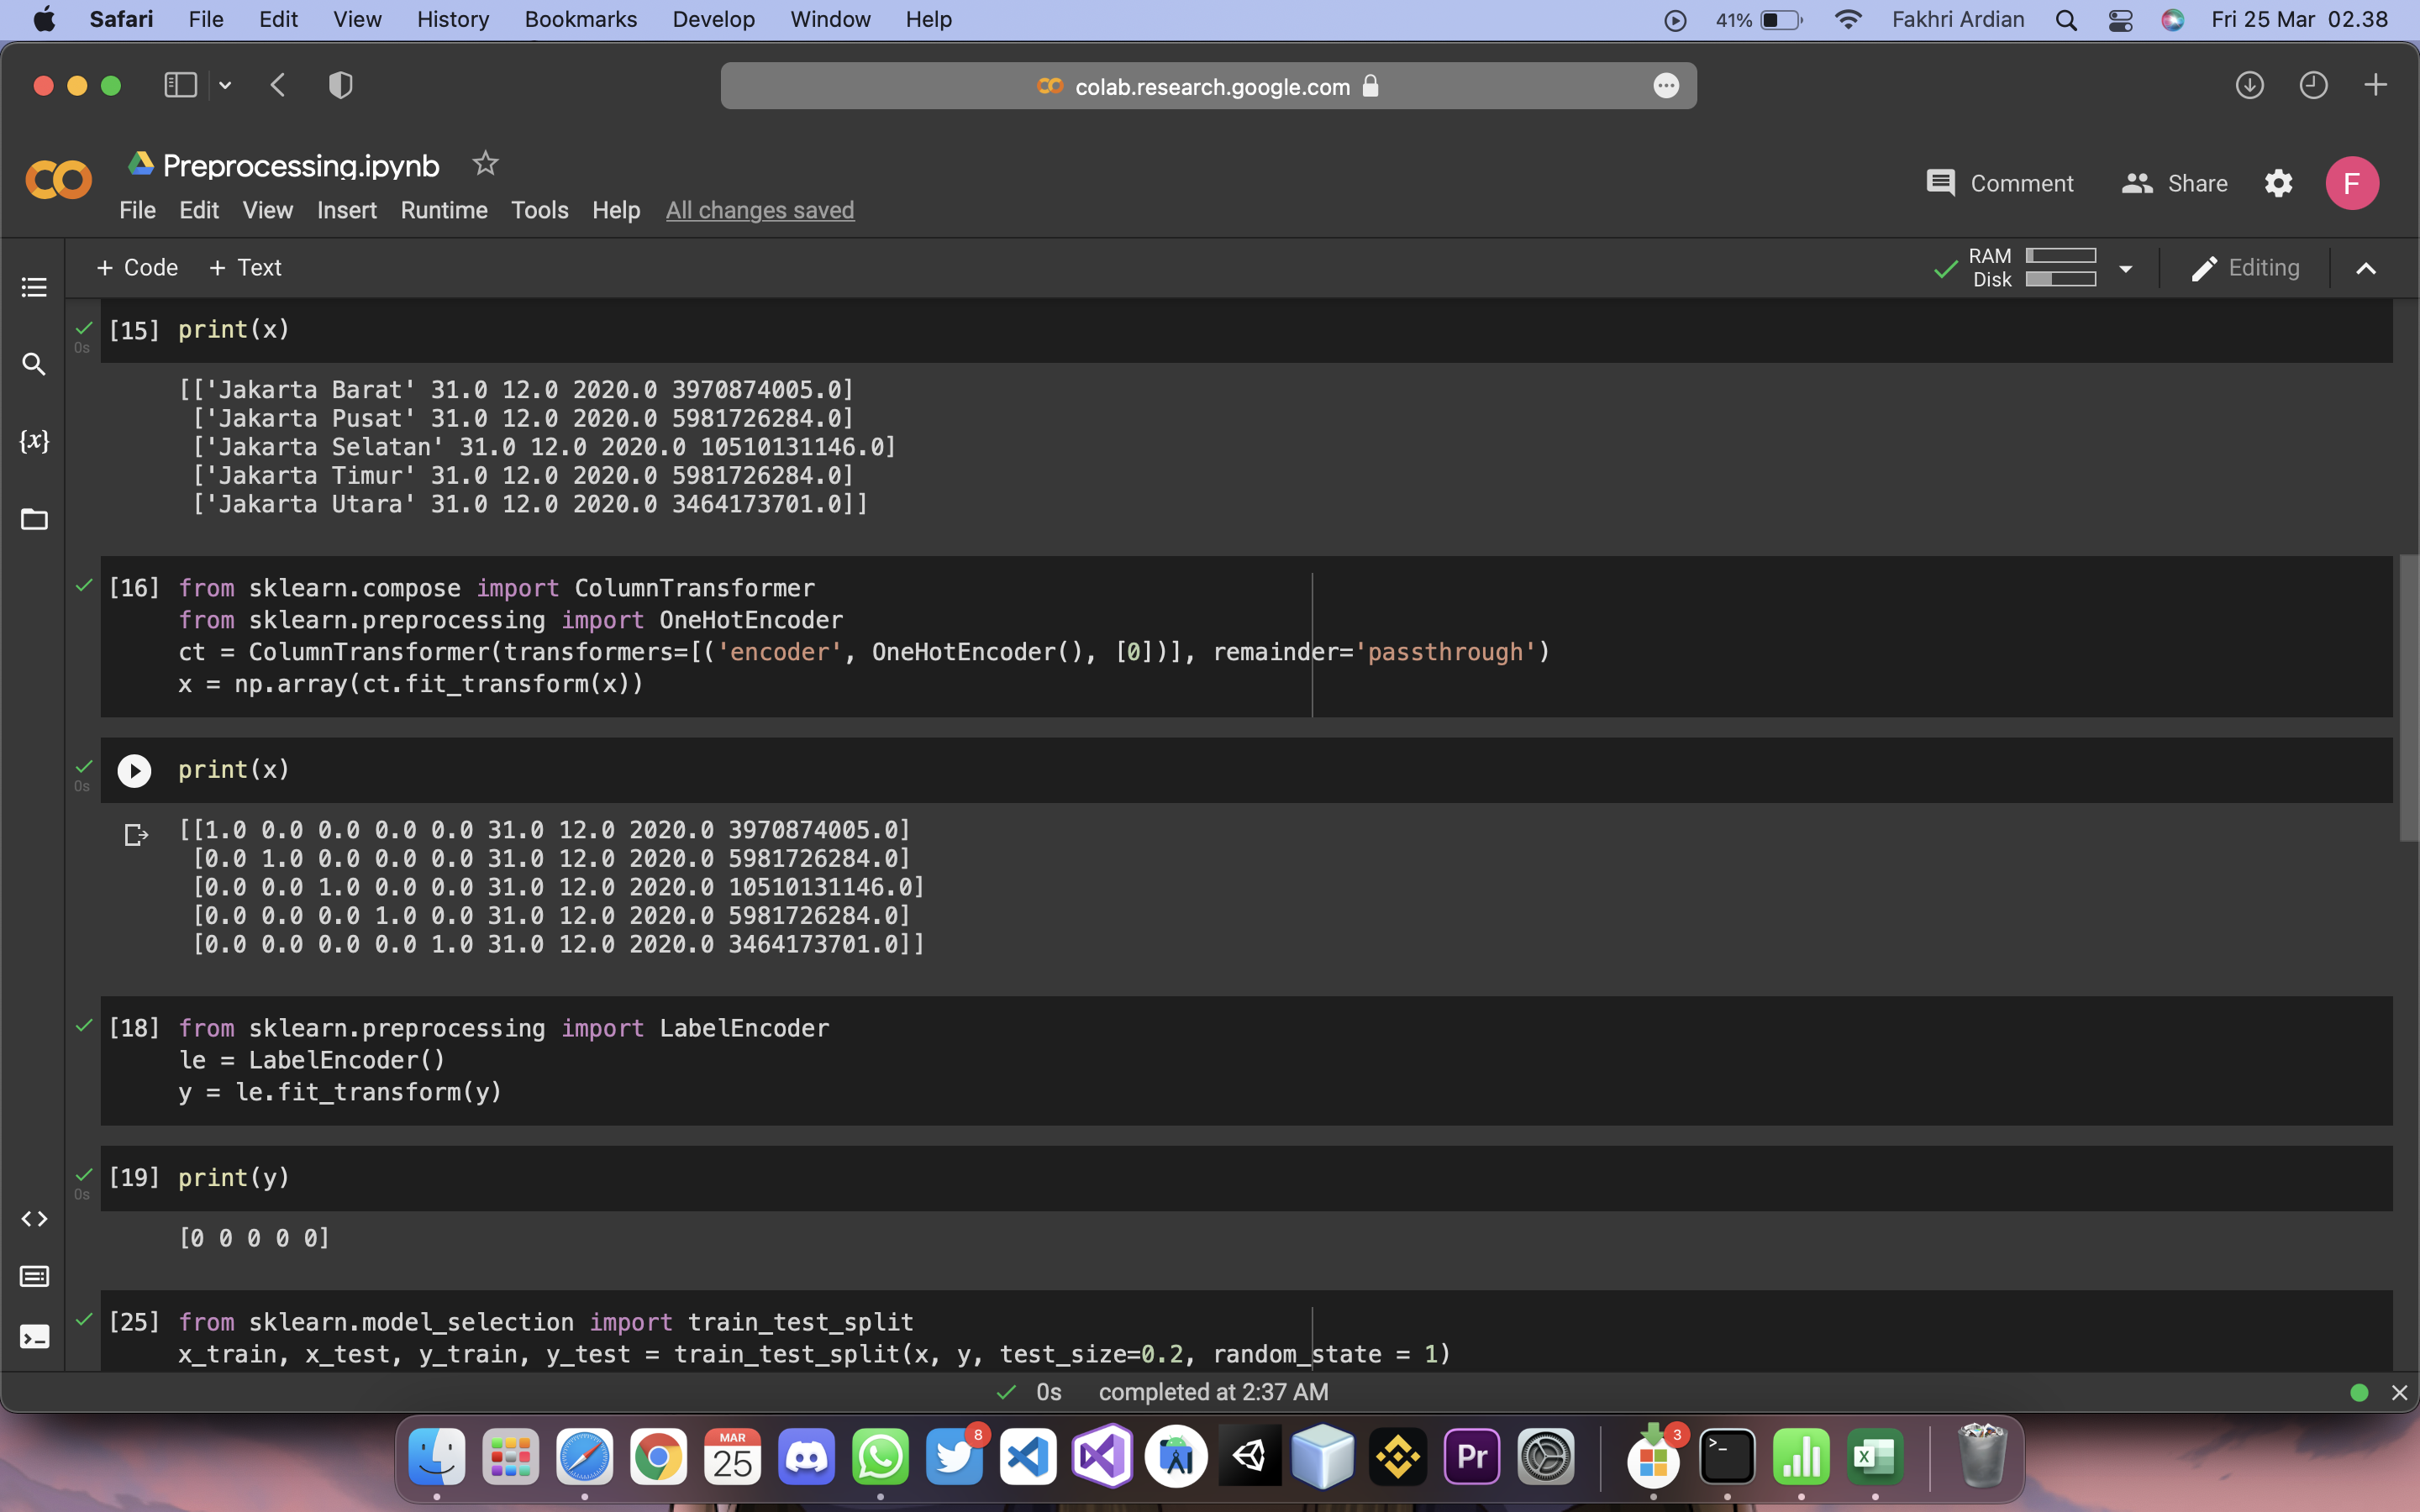 Safari File Edit View History Bookmarks Develop Window Help 41% Fakhri Ardian Fri 25 Mar 02.38
colab.research.google.com
Preprocessing.ipynb
Comment Share F
File Edit View Insert Runtime Tools Help All changes saved
+ Code + Text RAM Disk Editing
[15] print(x)
0s
[['Jakarta Barat' 31.0 12.0 2020.0 3970874005.0]
['Jakarta Pusat' 31.0 12.0 2020.0 5981726284.0]
['Jakarta Selatan' 31.0 12.0 2020.0 10510131146.0]
['Jakarta Timur' 31.0 12.0 2020.0 5981726284.0]
['Jakarta Utara' 31.0 12.0 2020.0 3464173701.0]]
{x}
[16] from sklearn.compose import ColumnTransformer
from sklearn.preprocessing import OneHotEncoder
ct = ColumnTransformer(transformers=[('encoder', OneHotEncoder(), [0])], remainder='passthrough')
x = np.array(ct.fit_transform(x))
print(x)
0s
[[1.0 0.0 0.0 0.0 0.0 31.0 12.0 2020.0 3970874005.0]
[0.0 1.0 0.0 0.0 0.0 31.0 12.0 2020.0 5981726284.0]
[0.0 0.0 1.0 0.0 0.0 31.0 12.0 2020.0 10510131146.0]
[0.0 0.0 0.0 1.0 0.0 31.0 12.0 2020.0 5981726284.0]
[0.0 0.0 0.0 0.0 1.0 31.0 12.0 2020.0 3464173701.0]]
[18] from sklearn.preprocessing import LabelEncoder
le = LabelEncoder()
y = le.fit_transform(y)
[19] print(y)
0s
[0 0 0 0 0]
[25] from sklearn.model_selection import train_test_split
x_train, x_test, y_train, y_test = train_test_split(x, y, test_size=0.2, random_state = 1)
0s completed at 2:37 AM
MAR
25
8
Pr
3
X